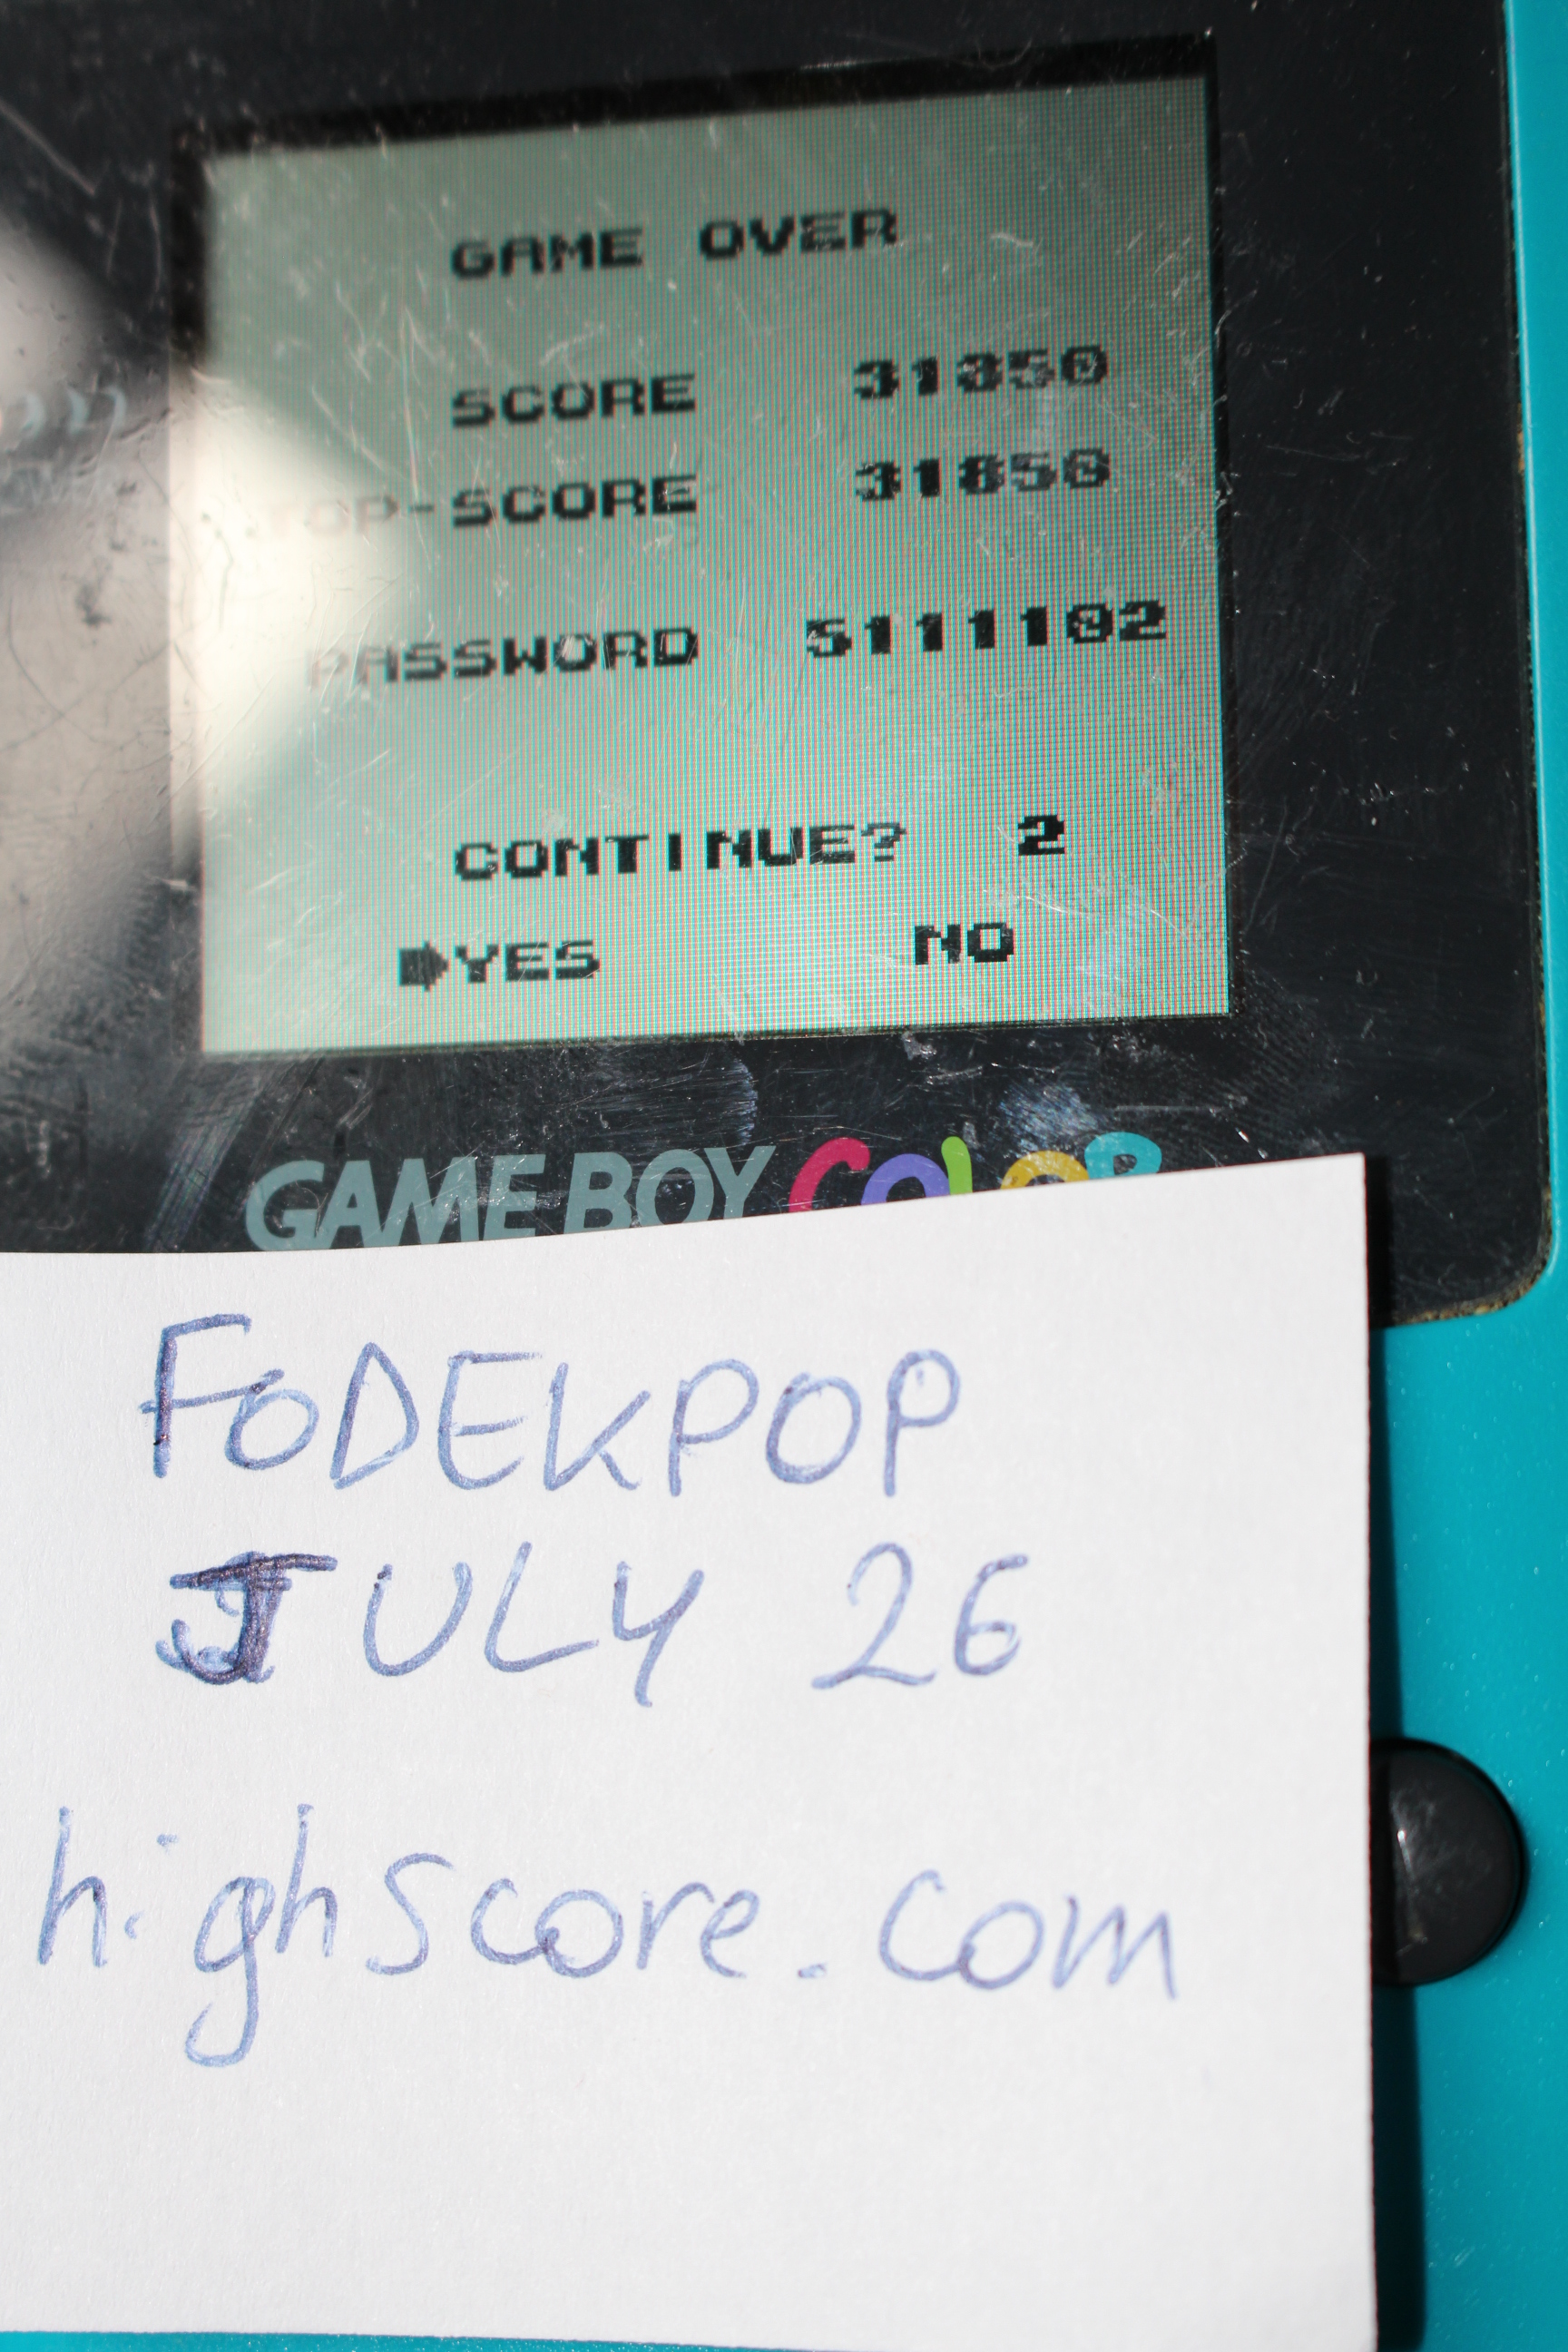 GAME OVER
SCORE 31850
TOP-SCORE 31850
PASSWORD 5111102
CONTINUE? 2
YES NO
GAME BOY COLOR
FODEKPOP
JULY 26
highscore.com